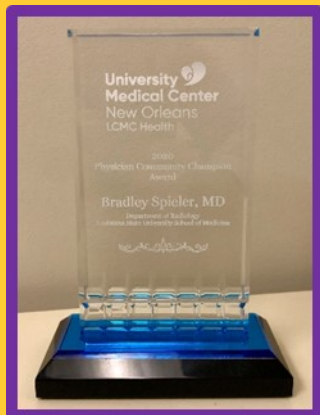 University
Medical Center
New Orleans
LCMC Health
2020
Physician Community Champion
Award
Bradley Spieler, MD
Department of Radiology
Louisiana State University School of Medicine